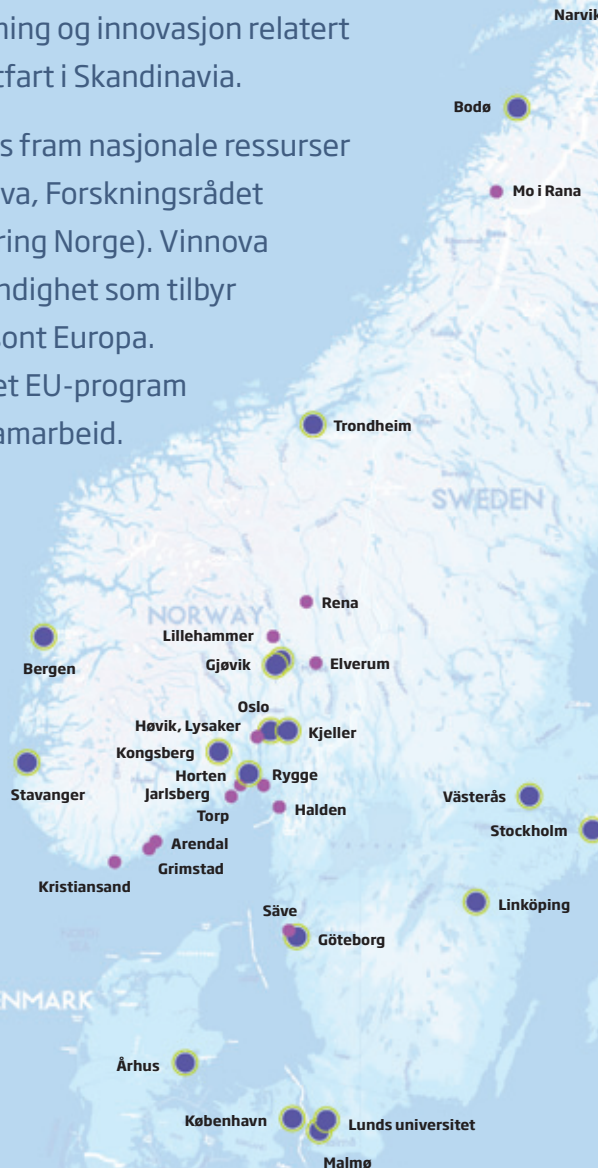 ning og innovasjon relatert
tfart i Skandinavia.
s fram nasjonale ressurser
va, Forskningsrådet
ring Norge). Vinnova
ndighet som tilbyr
sont Europa.
et EU-program
amarbeid.
Narvik
Bodø
Mo i Rana
Trondheim
SWEDEN
Rena
NORWAY
Lillehammer
Bergen
Gjøvik
Elverum
Oslo
Høvik, Lysaker
Kjeller
Kongsberg
Stavanger
Horten
Rygge
Jarlsberg
Västerås
Torp
Halden
Stockholm
Arendal
Grimstad
Kristiansand
Linköping
Säve
Göteborg
NMARK
Århus
København
Lunds universitet
Malmø